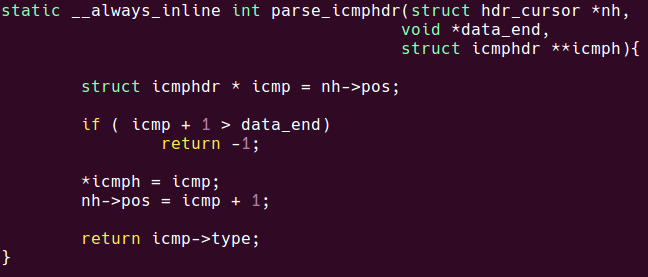 static __always_inline int parse_icmphdr(struct hdr_cursor *nh,
                                        void *data_end,
                                        struct icmphdr **icmph){
        struct icmphdr * icmp = nh->pos;
        if ( icmp + 1 > data_end)
                return -1;
        *icmph = icmp;
        nh->pos = icmp + 1;
        return icmp->type;
}